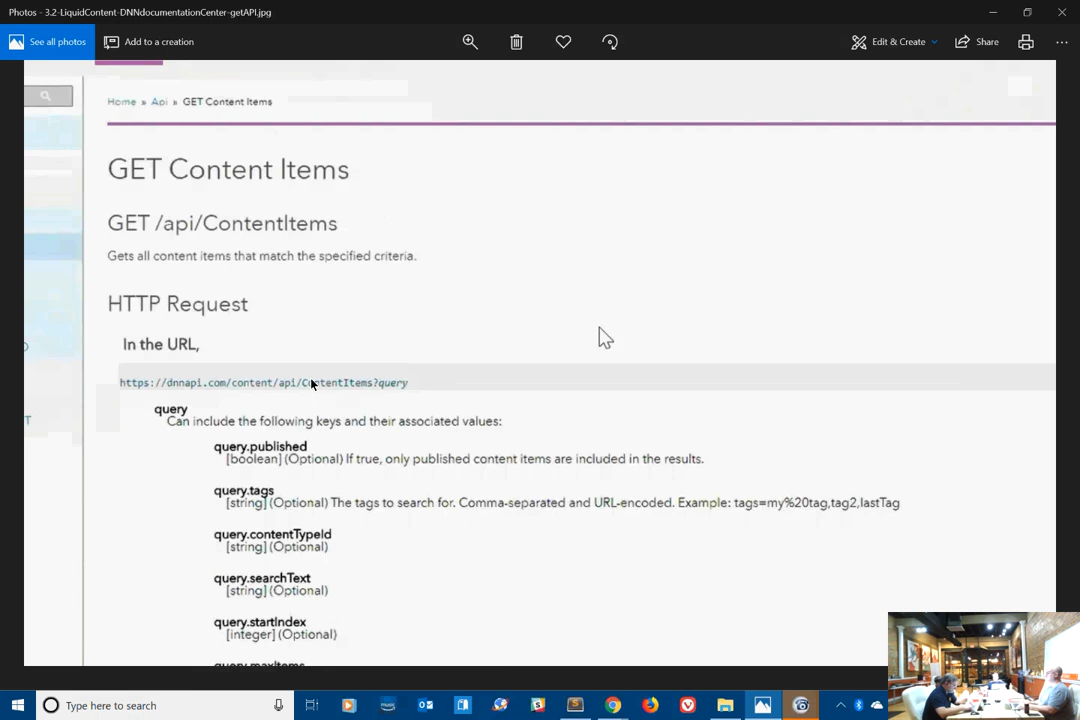 Photos - 3.2-LiquidContent-DNNdocumentationCenter-getAPI.jpg
See all photos
Add to a creation
Edit & Create
Share
Home » Api » GET Content Items
GET Content Items
GET /api/ContentItems
Gets all content items that match the specified criteria.
HTTP Request
In the URL,
https://dnnapi.com/content/api/ContentItems?query
query
Can include the following keys and their associated values:
query.published
[boolean] (Optional) If true, only published content items are included in the results.
query.tags
[string] (Optional) The tags to search for. Comma-separated and URL-encoded. Example: tags=my%20tag,tag2,lastTag
query.contentTypeId
[string] (Optional)
query.searchText
[string] (Optional)
query.startIndex
[integer] (Optional)
query.maxItems
Type here to search